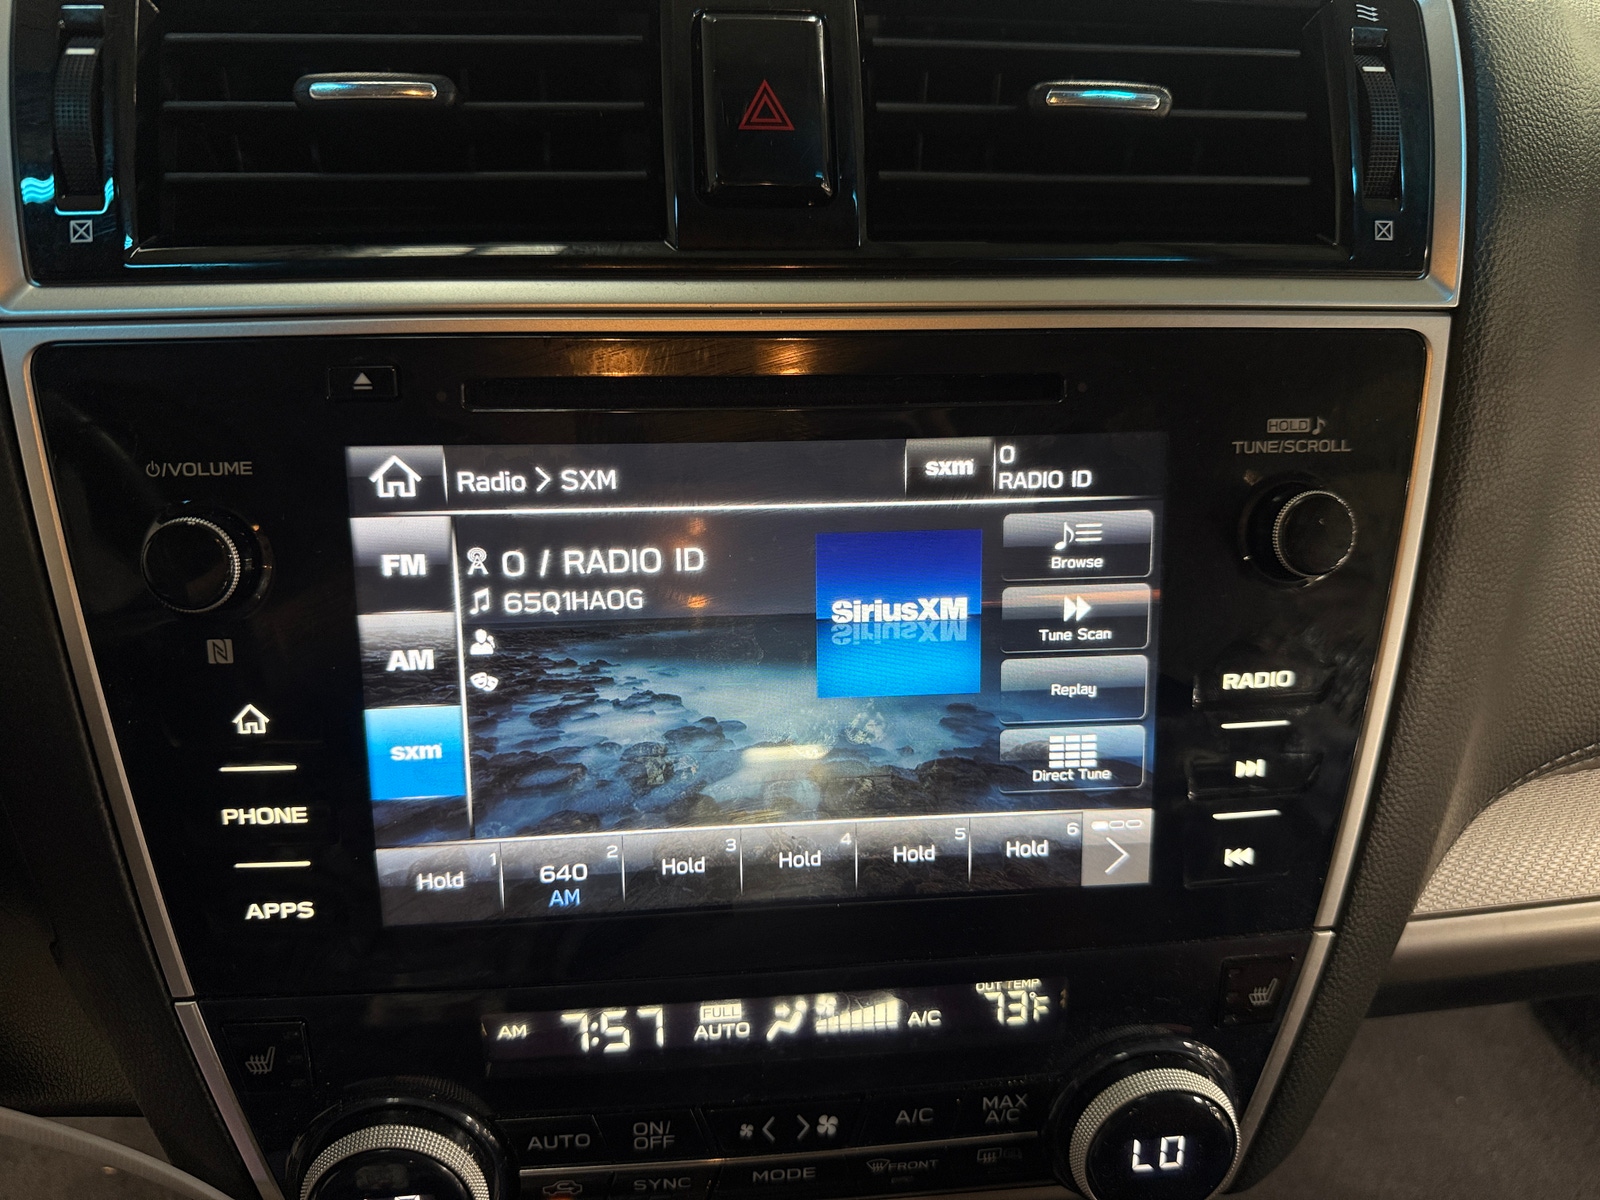 ⏻/VOLUME
HOLD ♪
TUNE/SCROLL
Radio > SXM
sxm
0
RADIO ID
FM
AM
sxm
0 / RADIO ID
65Q1HA0G
SiriusXM
Browse
Tune Scan
Replay
Direct Tune
PHONE
APPS
RADIO
Hold 1
640 2
AM
Hold 3
Hold 4
Hold 5
Hold 6
AM 7:57
FULL
AUTO
A/C
OUT TEMP
73°F
AUTO
ON/
OFF
A/C
MAX
A/C
SYNC
MODE
FRONT
LO